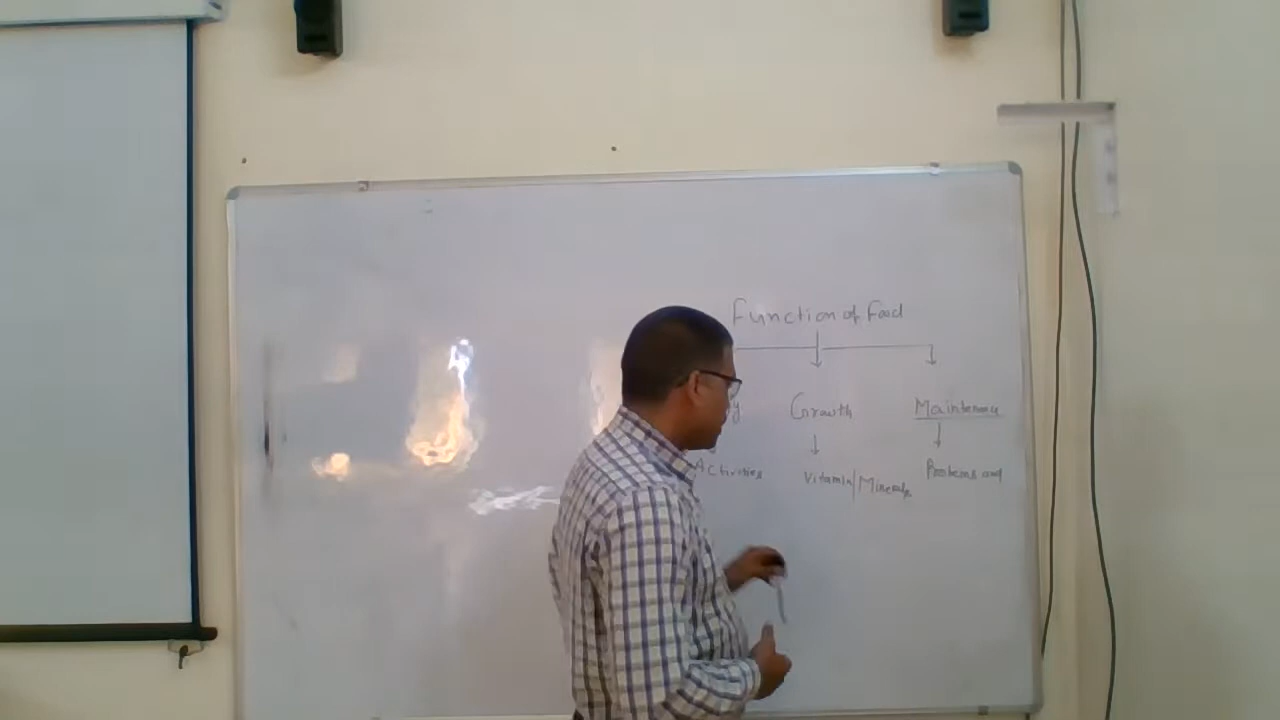 Function of Food
Growth Maintenance
Activities Vitamin/Minerals Proteins and